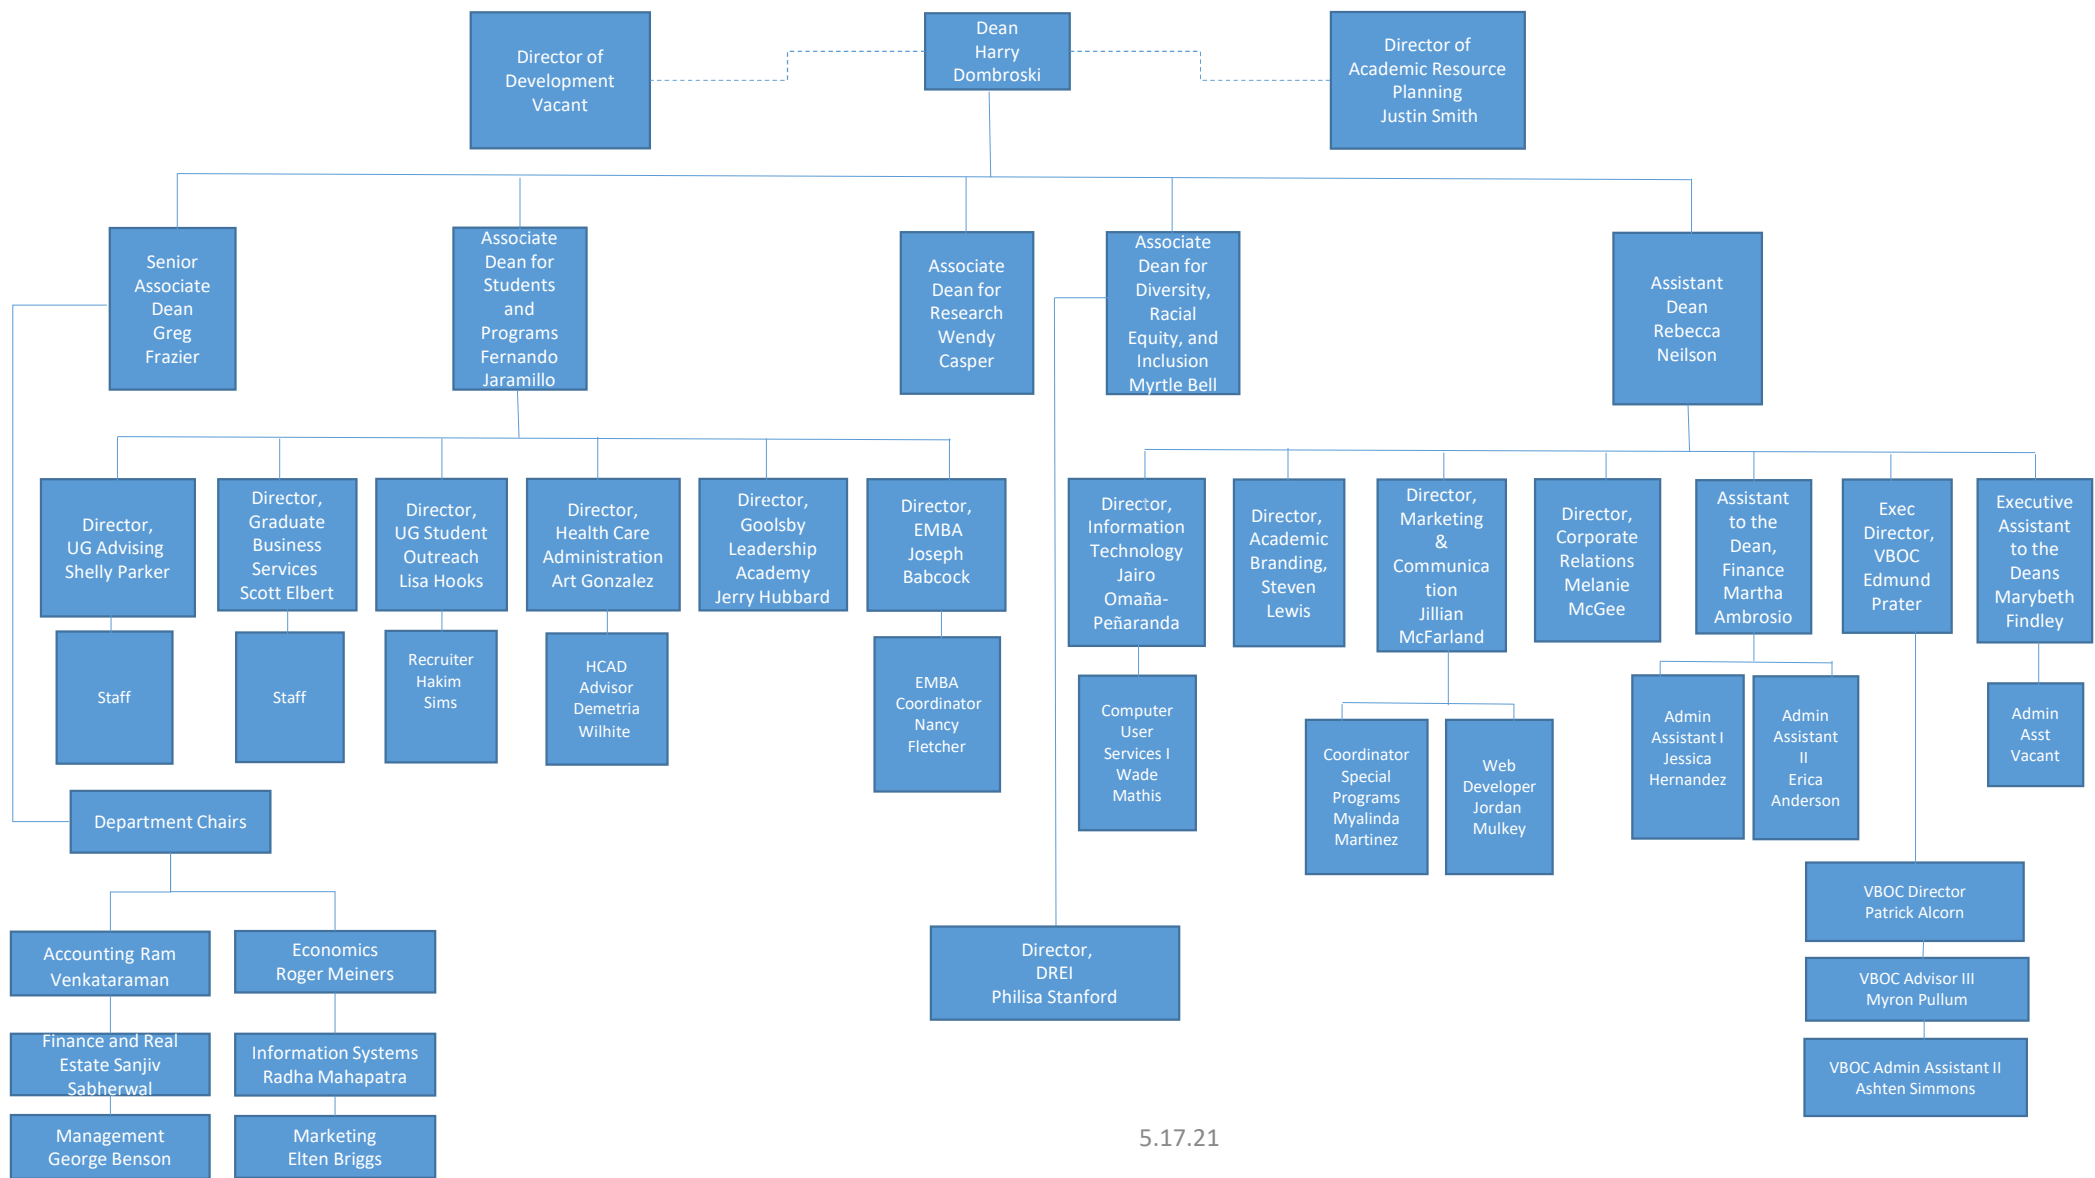 Director of
Development
Vacant
Dean
Harry
Dombroski
Director of
Academic Resource
Planning
Justin Smith
Senior
Associate
Dean
Greg
Frazier
Associate
Dean for
Students
and
Programs
Fernando
Jaramillo
Associate
Dean for
Research
Wendy
Casper
Associate
Dean for
Diversity,
Racial
Equity, and
Inclusion
Myrtle Bell
Assistant
Dean
Rebecca
Neilson
Director,
UG Advising
Shelly Parker
Director,
Graduate
Business
Services
Scott Elbert
Director,
UG Student
Outreach
Lisa Hooks
Director,
Health Care
Administration
Art Gonzalez
Director,
Goolsby
Leadership
Academy
Jerry Hubbard
Director,
EMBA
Joseph
Babcock
Director,
Information
Technology
Jairo
Omaña-
Peñaranda
Director,
Academic
Branding,
Steven
Lewis
Director,
Marketing
&
Communica
tion
Jillian
McFarland
Director,
Corporate
Relations
Melanie
McGee
Assistant
to the
Dean,
Finance
Martha
Ambrosio
Exec
Director,
VBOC
Edmund
Prater
Executive
Assistant
to the
Deans
Marybeth
Findley
Staff
Staff
Recruiter
Hakim
Sims
HCAD
Advisor
Demetria
Wilhite
EMBA
Coordinator
Nancy
Fletcher
Computer
User
Services I
Wade
Mathis
Coordinator
Special
Programs
Myalinda
Martinez
Web
Developer
Jordan
Mulkey
Admin
Assistant I
Jessica
Hernandez
Admin
Assistant
II
Erica
Anderson
Admin
Asst
Vacant
Department Chairs
VBOC Director
Patrick Alcorn
Accounting Ram
Venkataraman
Economics
Roger Meiners
Director,
DREI
Philisa Stanford
VBOC Advisor III
Myron Pullum
Finance and Real
Estate Sanjiv
Sabherwal
Information Systems
Radha Mahapatra
VBOC Admin Assistant II
Ashten Simmons
Management
George Benson
Marketing
Elten Briggs
5.17.21